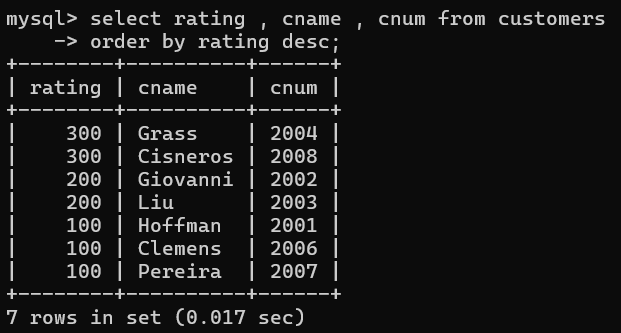 mysql> select rating , cname , cnum from customers
    -> order by rating desc;
+--------+----------+------+
| rating | cname    | cnum |
+--------+----------+------+
|    300 | Grass    | 2004 |
|    300 | Cisneros | 2008 |
|    200 | Giovanni | 2002 |
|    200 | Liu      | 2003 |
|    100 | Hoffman  | 2001 |
|    100 | Clemens  | 2006 |
|    100 | Pereira  | 2007 |
+--------+----------+------+
7 rows in set (0.017 sec)